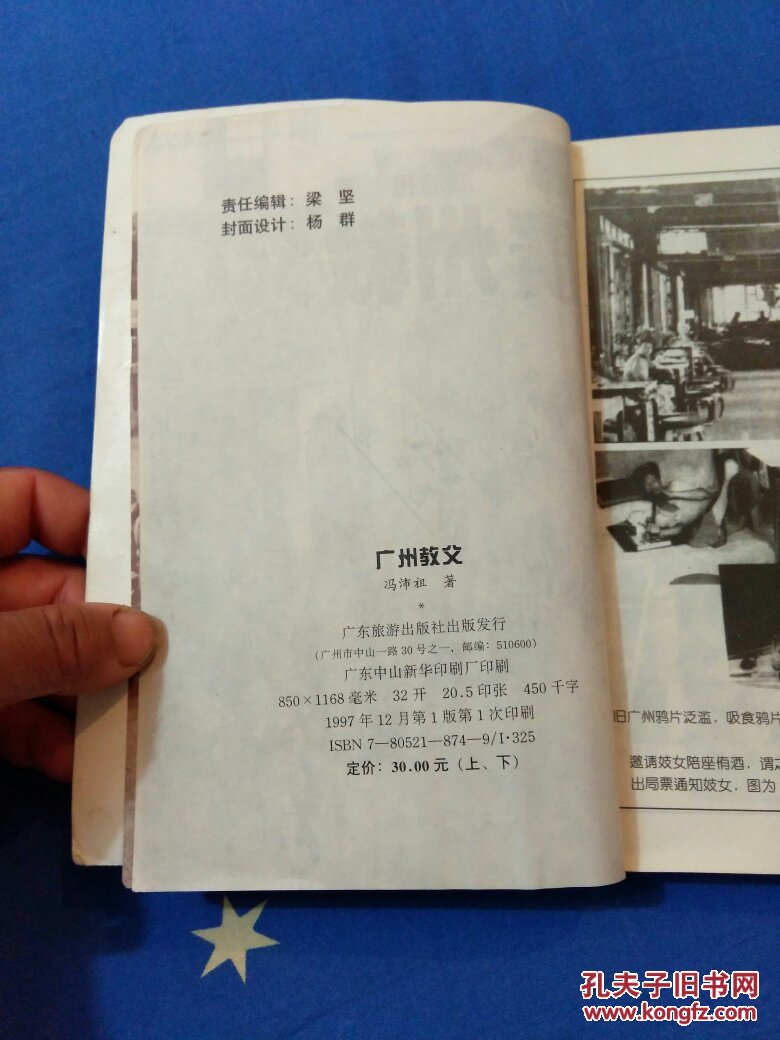 责任编辑：梁 坚
封面设计：杨 群
广州教父
冯沛祖 著
*
广东旅游出版社出版发行
（广州市中山一路30号之一，邮编：510600）
广东中山新华印刷厂印刷
850×1168毫米 32开 20.5印张 450千字
1997年12月第1版第1次印刷
ISBN 7—80521—874—9/I·325
定价：30.00元（上、下）
旧广州鸦片泛滥．吸食鸦片
邀请妓女陪座侑酒，谓之
出局票通知妓女，图为
孔夫子旧书网
www.kongfz.com